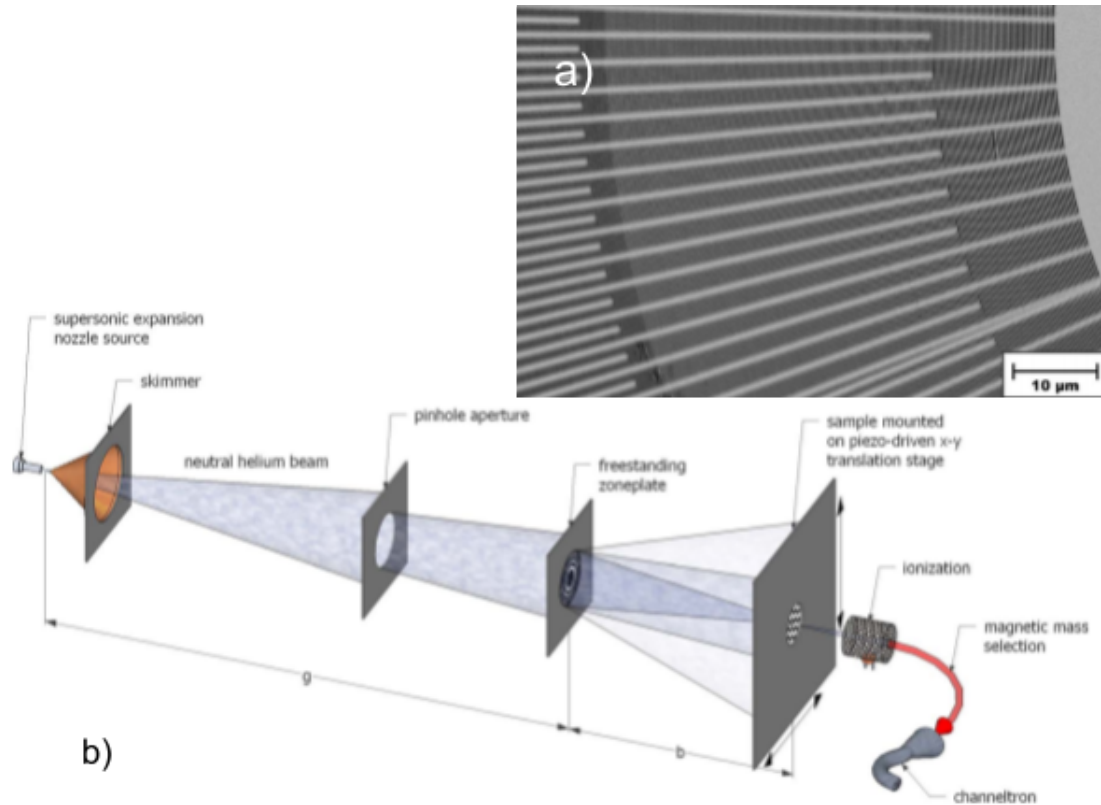 a)
10 µm
supersonic expansion
nozzle source
skimmer
pinhole aperture
neutral helium beam
freestanding
zoneplate
sample mounted
on piezo-driven x-y
translation stage
ionization
magnetic mass
selection
g
b
b)
channeltron